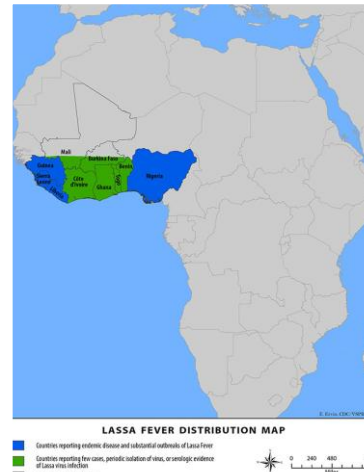 Mali
Burkina Faso
Guinea
Benin
Sierra
Leone
Côte
d'Ivoire
Ghana
Togo
Nigeria
Liberia
LASSA FEVER DISTRIBUTION MAP
Countries reporting endemic disease and substantial outbreaks of Lassa Fever
Countries reporting few cases, periodic isolation of virus, or serologic evidence
of Lassa virus infection
0 240 480